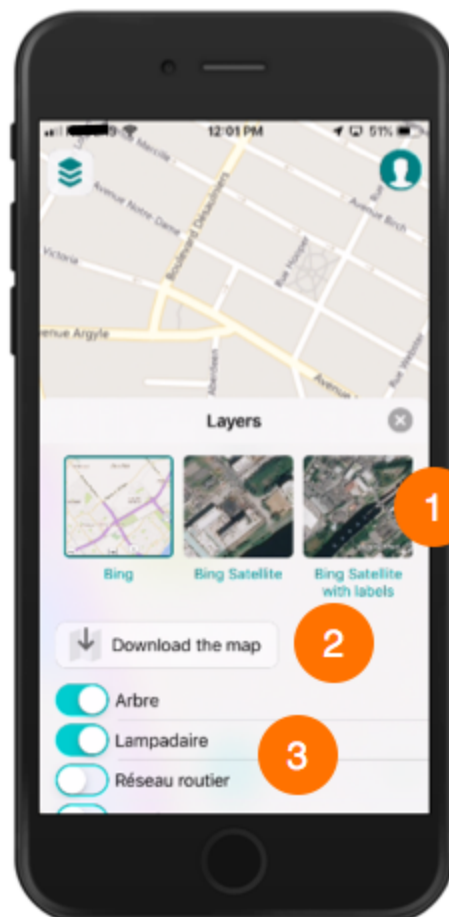 12:01 PM
51%
Avenue Notre-Dame
Boulevard Desaulniers
Avenue Birch
Victoria
Rue Hooper
Rue Webster
enue Argyle
Aberdeen
Avenue
Layers
1
Bing
Bing Satellite
Bing Satellite
with labels
Download the map
2
Arbre
Lampadaire
3
Réseau routier